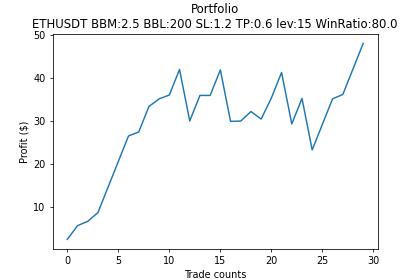 Portfolio
ETHUSDT BBM:2.5 BBL:200 SL:1.2 TP:0.6 lev:15 WinRatio:80.0
50
40
30
20
10
Profit ($)
0 5 10 15 20 25 30
Trade counts